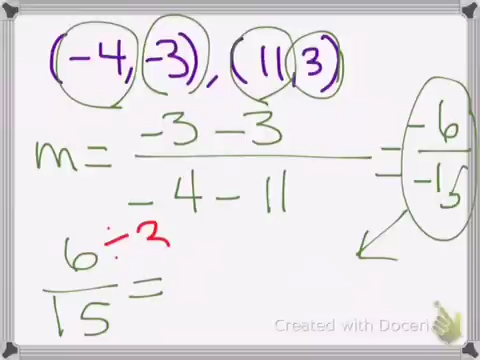 (-4, -3), (11, 3)
m = -3 - 3 / -4 - 11 = -6 / -15
6 ÷ 3 / 15 =
Created with Doceri